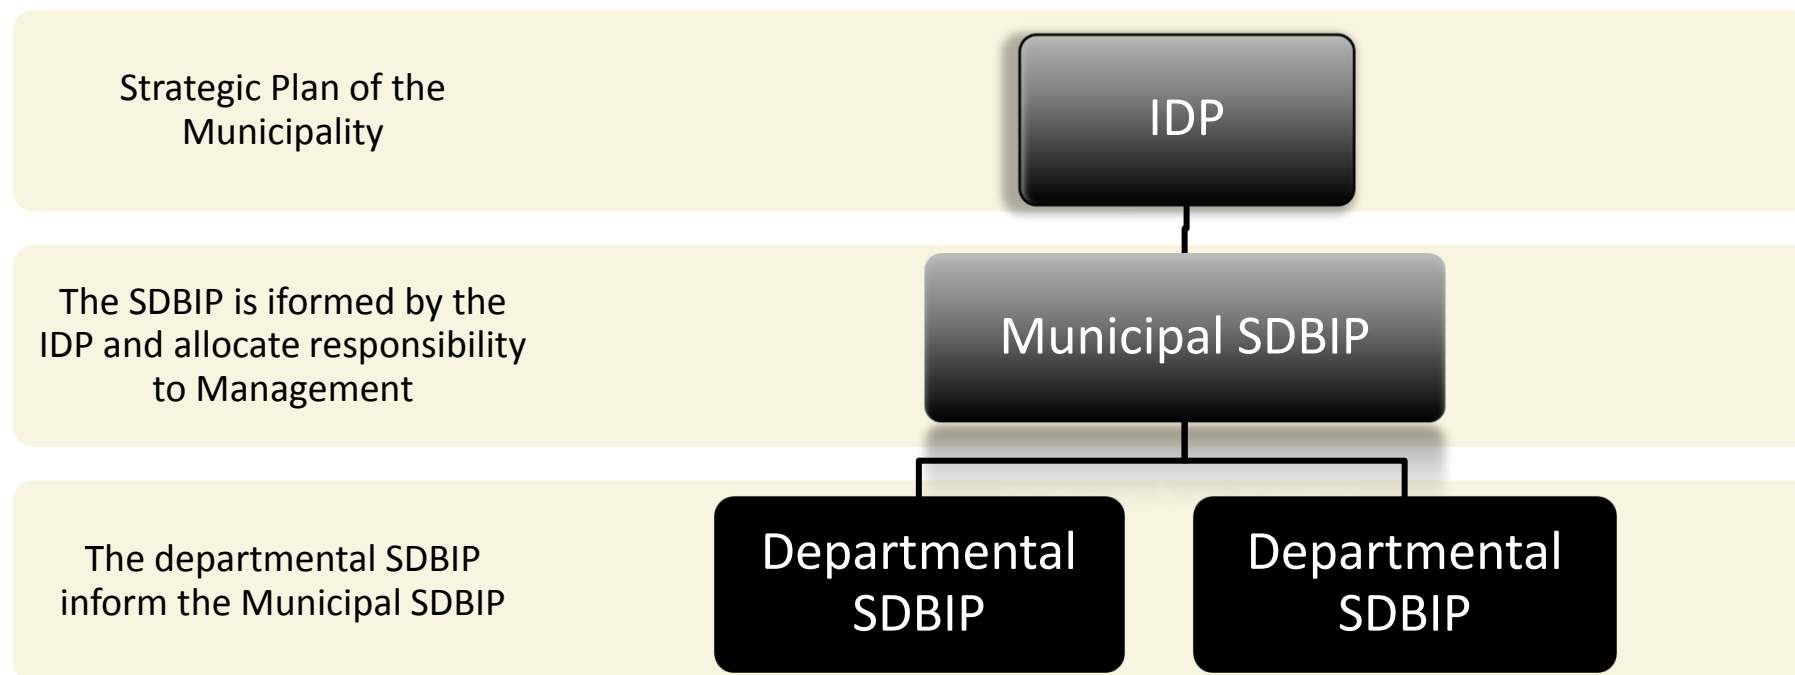 Strategic Plan of the
Municipality
IDP
The SDBIP is iformed by the
IDP and allocate responsibility
to Management
Municipal SDBIP
The departmental SDBIP
inform the Municipal SDBIP
Departmental
SDBIP
Departmental
SDBIP